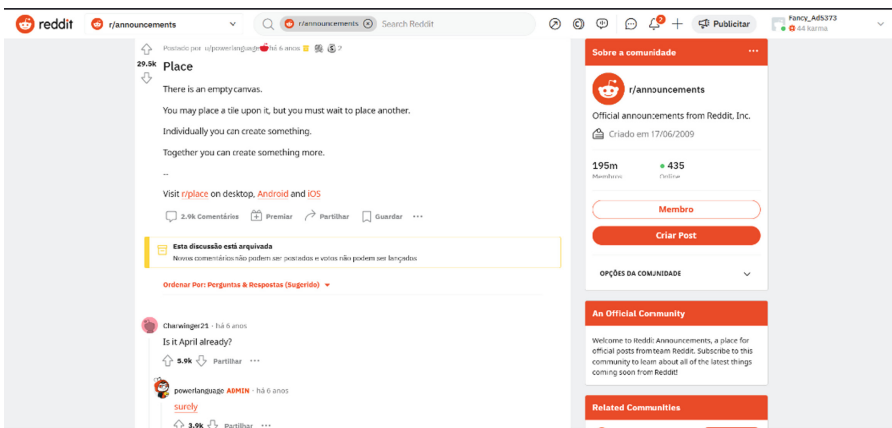 reddit
r/announcements
r/announcements
Search Reddit
Publicitar
Fancy_Ad5373
44 karma
Postado por u/powerlanguage há 6 anos 2
29.5k
Place
There is an empty canvas.
You may place a tile upon it, but you must wait to place another.
Individually you can create something.
Together you can create something more.
--
Visit r/place on desktop, Android and iOS
2.9k Comentários Premiar Partilhar Guardar
Esta discussão está arquivada
Novos comentários não podem ser postados e votos não podem ser lançados
Ordenar Por: Perguntas & Respostas (Sugerido)
Charwinger21 · há 6 anos
Is it April already?
5.9k Partilhar
powerlanguage ADMIN · há 6 anos
surely
3.9k Partilhar
Sobre a comunidade
r/announcements
Official announcements from Reddit, Inc.
Criado em 17/06/2009
195m 435
Membros Online
Membro
Criar Post
OPÇÕES DA COMUNIDADE
An Official Community
Welcome to Reddit Announcements, a place for
official posts from team Reddit. Subscribe to this
community to learn about all of the latest things
coming soon from Reddit!
Related Communities